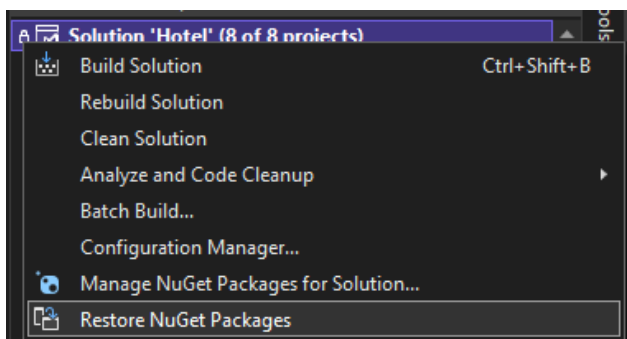 Solution 'Hotel' (8 of 8 projects)
Build Solution Ctrl+Shift+B
Rebuild Solution
Clean Solution
Analyze and Code Cleanup
Batch Build...
Configuration Manager...
Manage NuGet Packages for Solution...
Restore NuGet Packages